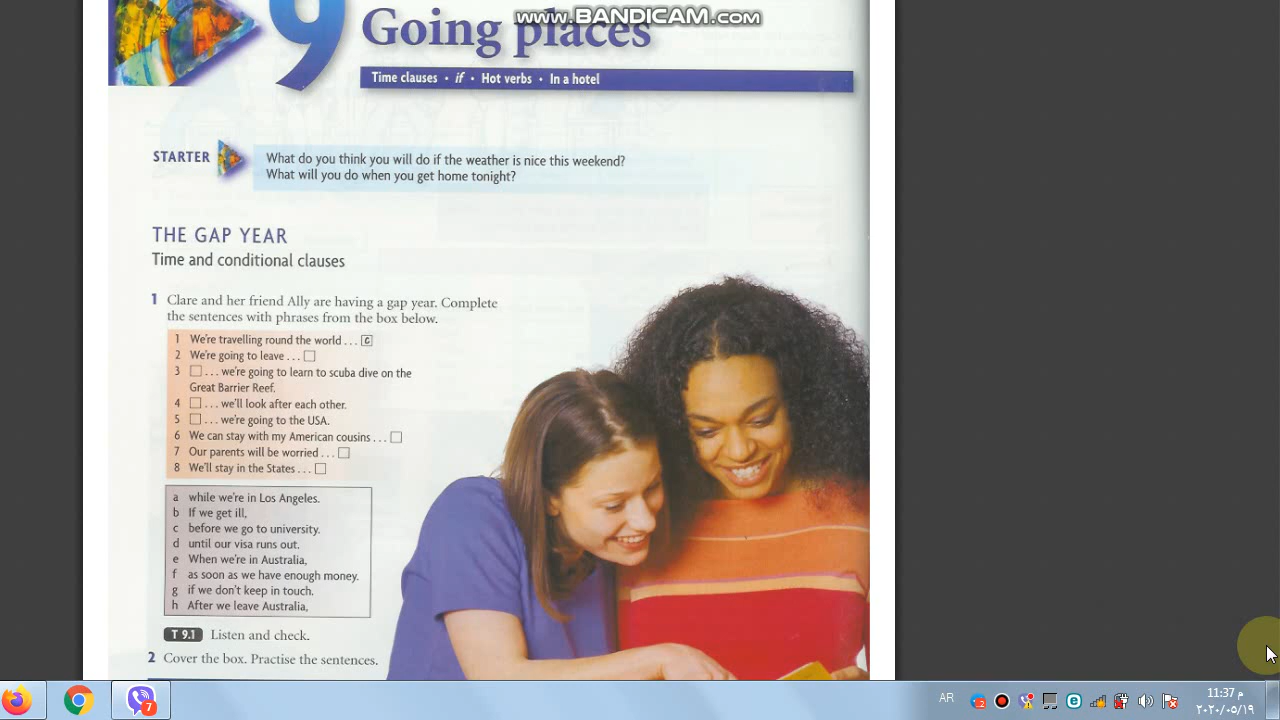 www.BANDICAM.com
9 Going places
Time clauses • if • Hot verbs • In a hotel
STARTER
What do you think you will do if the weather is nice this weekend?
What will you do when you get home tonight?
THE GAP YEAR
Time and conditional clauses
1 Clare and her friend Ally are having a gap year. Complete
the sentences with phrases from the box below.
1 We're travelling round the world . . . c
2 We're going to leave . . . □
3 □ . . . we're going to learn to scuba dive on the
Great Barrier Reef.
4 □ . . . we'll look after each other.
5 □ . . . we're going to the USA.
6 We can stay with my American cousins . . . □
7 Our parents will be worried . . . □
8 We'll stay in the States . . . □
a while we're in Los Angeles.
b If we get ill,
c before we go to university.
d until our visa runs out.
e When we're in Australia,
f as soon as we have enough money.
g if we don't keep in touch.
h After we leave Australia,
T 9.1 Listen and check.
2 Cover the box. Practise the sentences.
7
AR
2
11:37 م
٢٠٢٠/٠٥/١٩